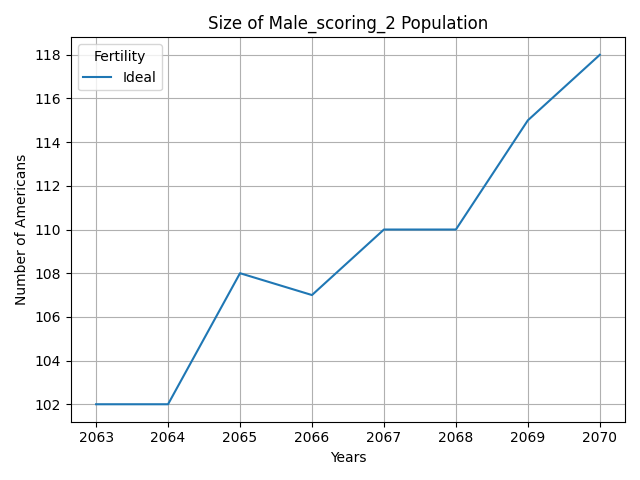 Size of Male_scoring_2 Population
Fertility
Ideal
Number of Americans
118
116
114
112
110
108
106
104
102
2063 2064 2065 2066 2067 2068 2069 2070
Years